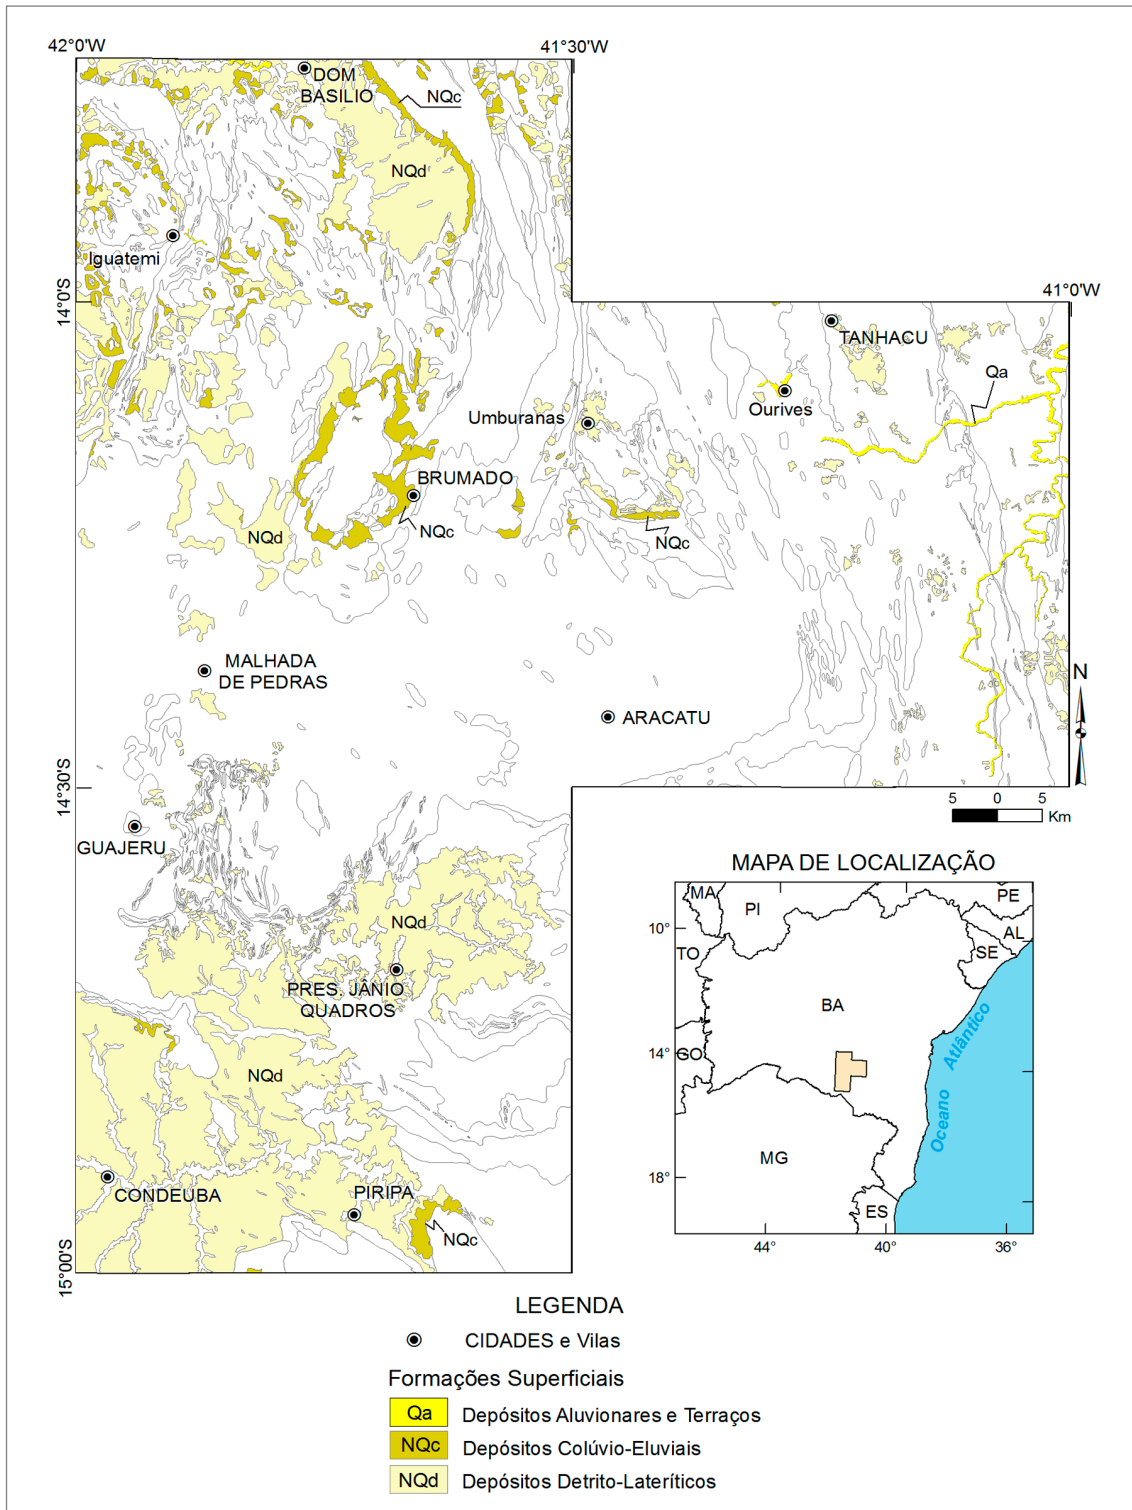 42°0'W
41°30'W
DOM
BASILIO
NQc
NQd
Iguatemi
14°0'S
41°0'W
TANHACU
Qa
Ourives
Umburanas
BRUMADO
NQc
NQd
NQc
MALHADA
DE PEDRAS
N
ARACATU
14°30'S
5 0 5
Km
GUAJERU
NQd
PRES. JÂNIO
QUADROS
NQd
CONDEUBA
PIRIPA
NQc
15°00'S
MAPA DE LOCALIZAÇÃO
MA
PI
PE
10°
AL
TO
SE
BA
GO
14°
Oceano Atlântico
MG
18°
ES
44° 40° 36°
LEGENDA
CIDADES e Vilas
Formações Superficiais
Qa Depósitos Aluvionares e Terraços
NQc Depósitos Colúvio-Eluviais
NQd Depósitos Detrito-Lateríticos